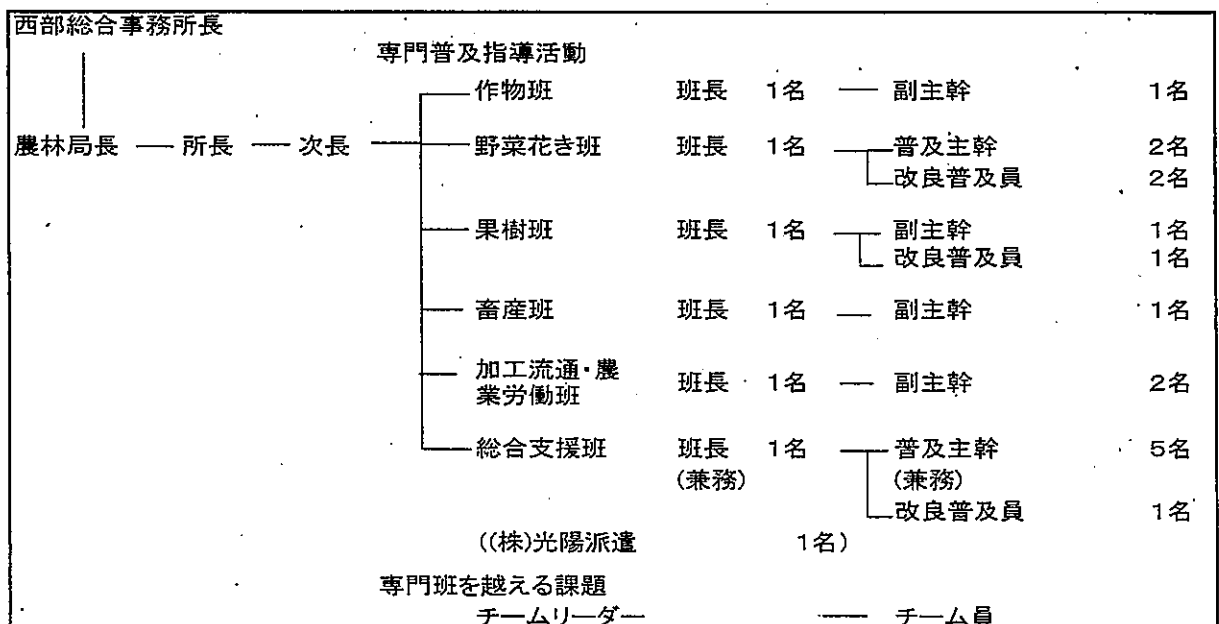 西部総合事務所長
専門普及指導活動
作物班 班長 1名 副主幹 1名
農林局長 所長 次長 野菜花き班 班長 1名 普及主幹 2名
改良普及員 2名
果樹班 班長 1名 副主幹 1名
改良普及員 1名
畜産班 班長 1名 副主幹 1名
加工流通・農
業労働班 班長 1名 副主幹 2名
総合支援班 班長 1名 普及主幹 5名
(兼務) (兼務)
改良普及員 1名
((株)光陽派遣 1名)
専門班を越える課題
チームリーダー チーム員